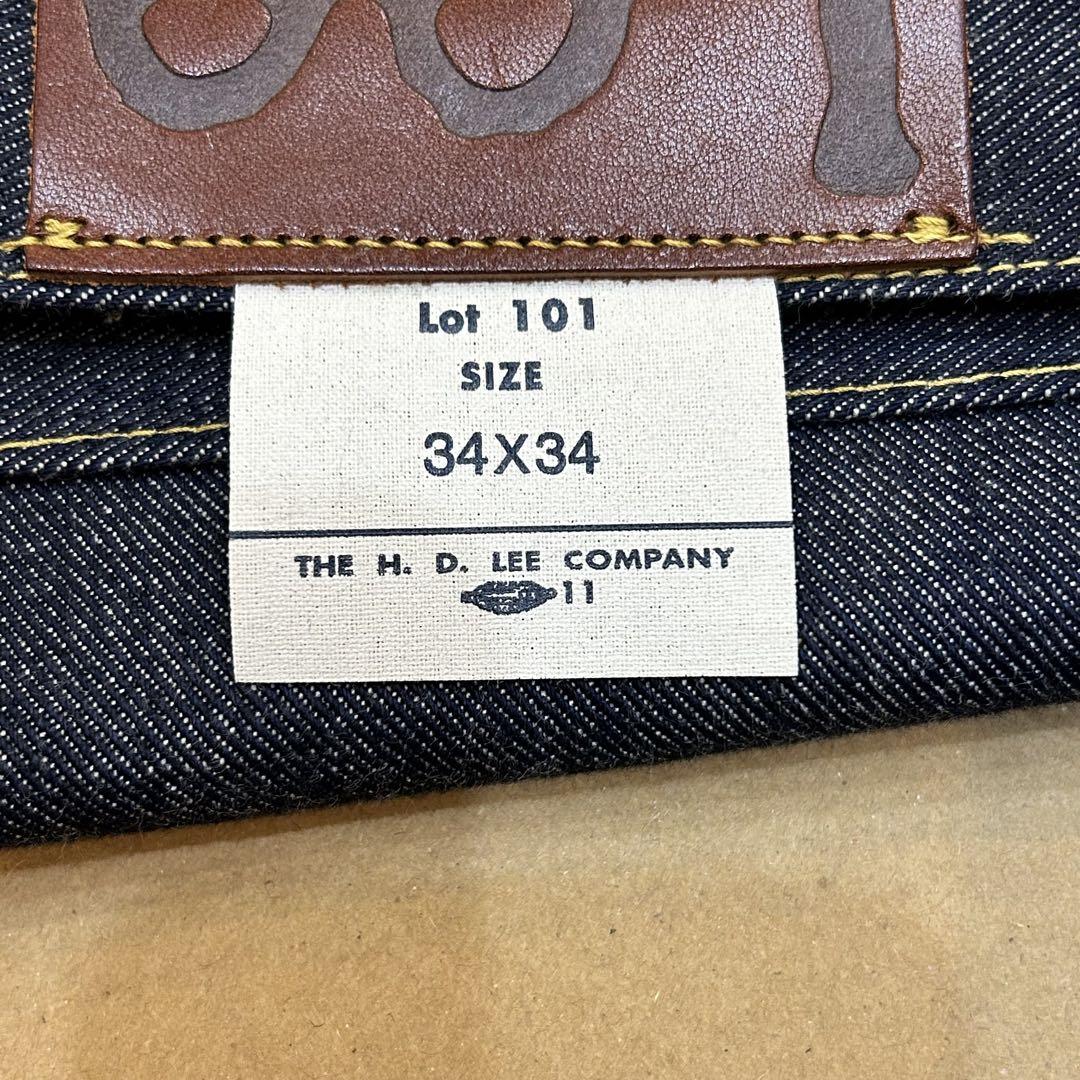 Lot 101
SIZE
34X34
THE H. D. LEE COMPANY
11